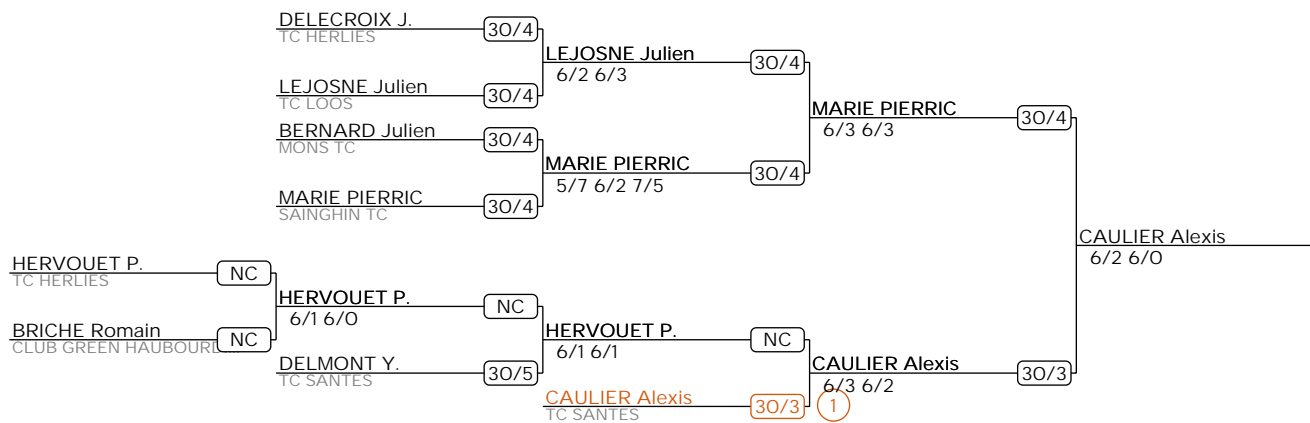 DELECROIX J.
TC HERLIES
30/4
LEJOSNE Julien
6/2 6/3
30/4
LEJOSNE Julien
TC LOOS
30/4
MARIE PIERRIC
6/3 6/3
30/4
BERNARD Julien
MONS TC
30/4
MARIE PIERRIC
5/7 6/2 7/5
30/4
MARIE PIERRIC
SAINGHIN TC
30/4
CAULIER Alexis
6/2 6/0
HERVOUET P.
TC HERLIES
NC
HERVOUET P.
6/1 6/0
NC
BRICHE Romain
CLUB GREEN HAUBOURD...
NC
HERVOUET P.
6/1 6/1
NC
DELMONT Y.
TC SANTES
30/5
CAULIER Alexis
6/3 6/2
30/3
CAULIER Alexis
TC SANTES
30/3
1